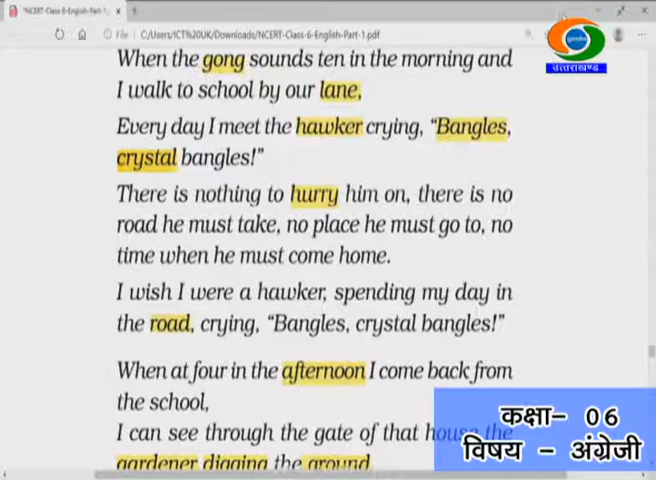 *NCERT-Class-6-English-Part-1...
File C:/Users/ICT%20UK/Downloads/NCERT-Class-6-English-Part-1.pdf
उत्तराखण्ड
When the gong sounds ten in the morning and
I walk to school by our lane,
Every day I meet the hawker crying, “Bangles,
crystal bangles!”
There is nothing to hurry him on, there is no
road he must take, no place he must go to, no
time when he must come home.
I wish I were a hawker, spending my day in
the road, crying, “Bangles, crystal bangles!”
When at four in the afternoon I come back from
the school,
I can see through the gate of that house the
gardener digging the ground.
कक्षा– 06
विषय – अंग्रेजी